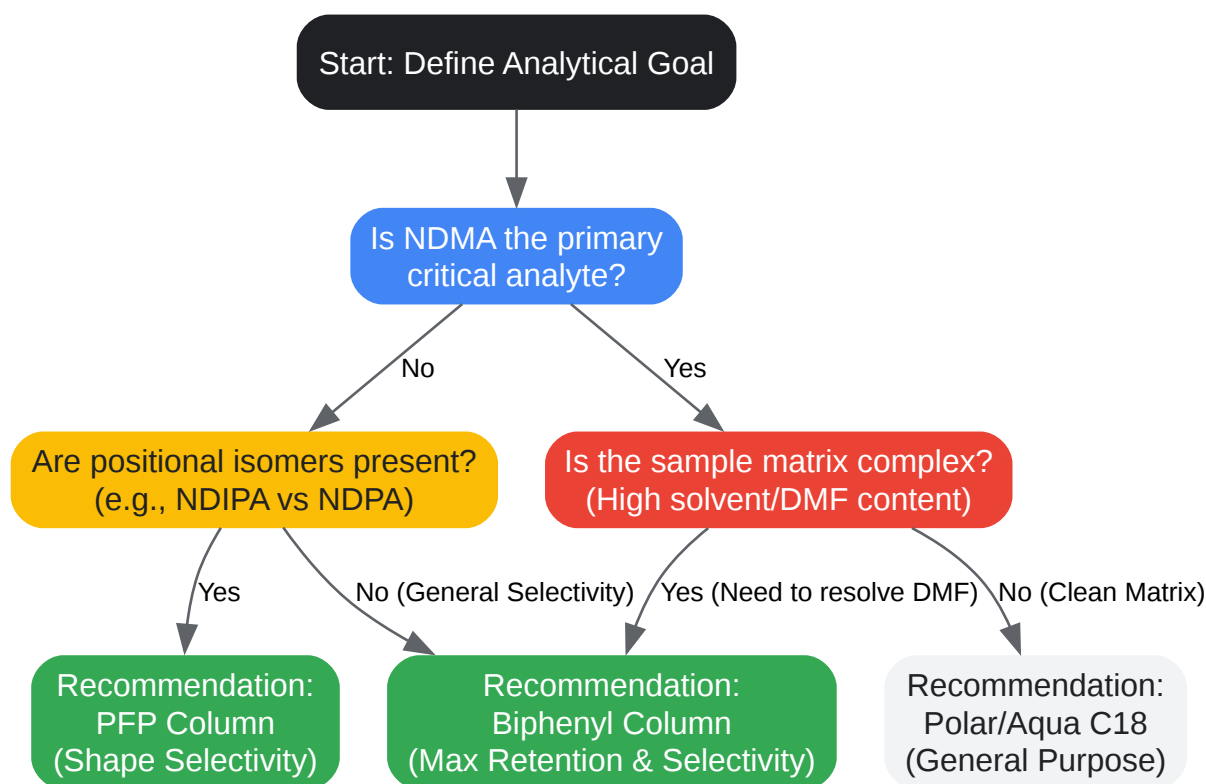 Start: Define Analytical Goal
Is NDMA the primary
critical analyte?
No
Yes
Are positional isomers present?
(e.g., NDIPA vs NDPA)
Is the sample matrix complex?
(High solvent/DMF content)
Yes
No (General Selectivity)
Yes (Need to resolve DMF)
No (Clean Matrix)
Recommendation:
PFP Column
(Shape Selectivity)
Recommendation:
Biphenyl Column
(Max Retention & Selectivity)
Recommendation:
Polar/Aqua C18
(General Purpose)